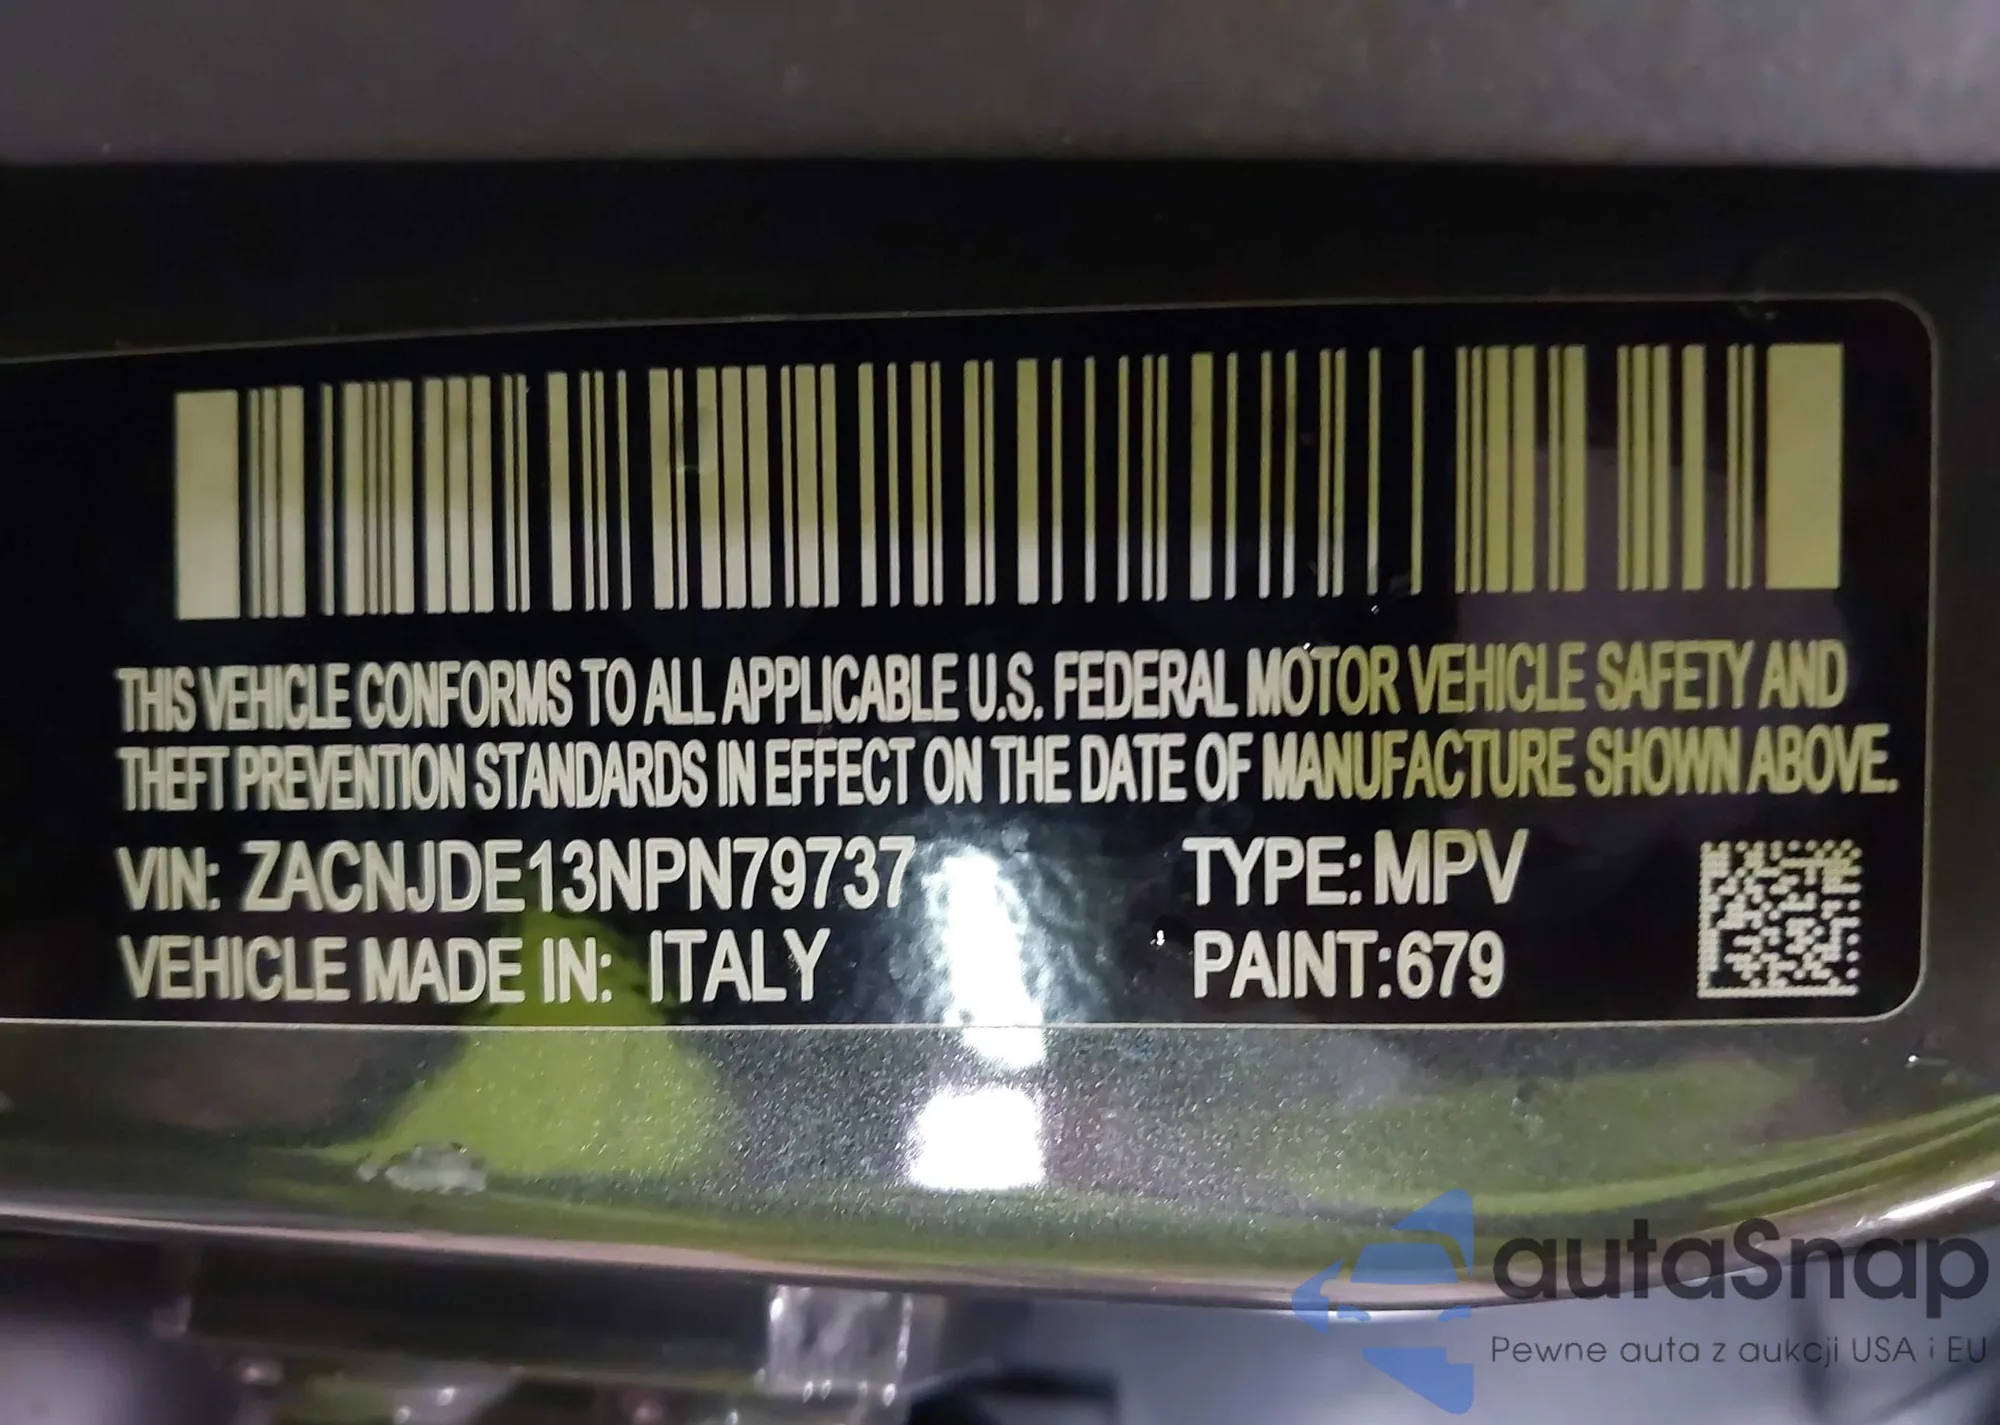 THIS VEHICLE CONFORMS TO ALL APPLICABLE U.S. FEDERAL MOTOR VEHICLE SAFETY AND
THEFT PREVENTION STANDARDS IN EFFECT ON THE DATE OF MANUFACTURE SHOWN ABOVE.
VIN: ZACNJDE13NPN79737 TYPE: MPV
VEHICLE MADE IN: ITALY PAINT:679
autaSnap
Pewne auta z aukcji USA i EU